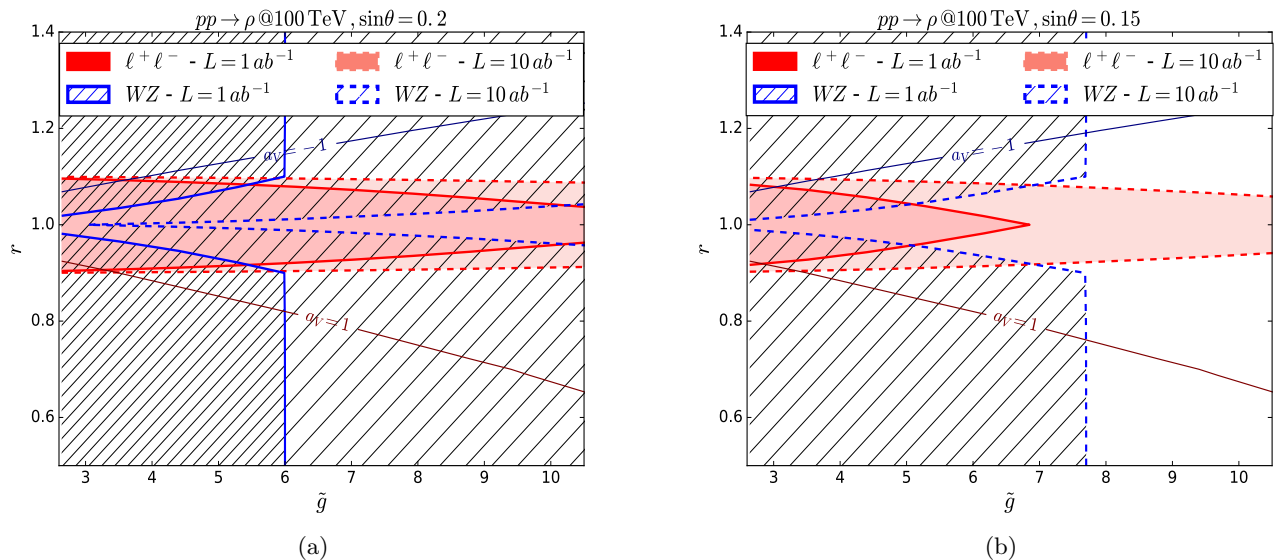 pp → ρ @100 TeV, sinθ = 0.2
1.4
ℓ⁺ℓ⁻ - L = 1 ab⁻¹
ℓ⁺ℓ⁻ - L = 10 ab⁻¹
WZ - L = 1 ab⁻¹
WZ - L = 10 ab⁻¹
1.2
a_V = −1
1.0
r
0.8
a_V = 1
0.6
3 4 5 6 7 8 9 10
g̃
(a)
pp → ρ @100 TeV, sinθ = 0.15
1.4
ℓ⁺ℓ⁻ - L = 1 ab⁻¹
ℓ⁺ℓ⁻ - L = 10 ab⁻¹
WZ - L = 1 ab⁻¹
WZ - L = 10 ab⁻¹
1.2
a_V = −1
1.0
r
0.8
a_V = 1
0.6
3 4 5 6 7 8 9 10
g̃
(b)